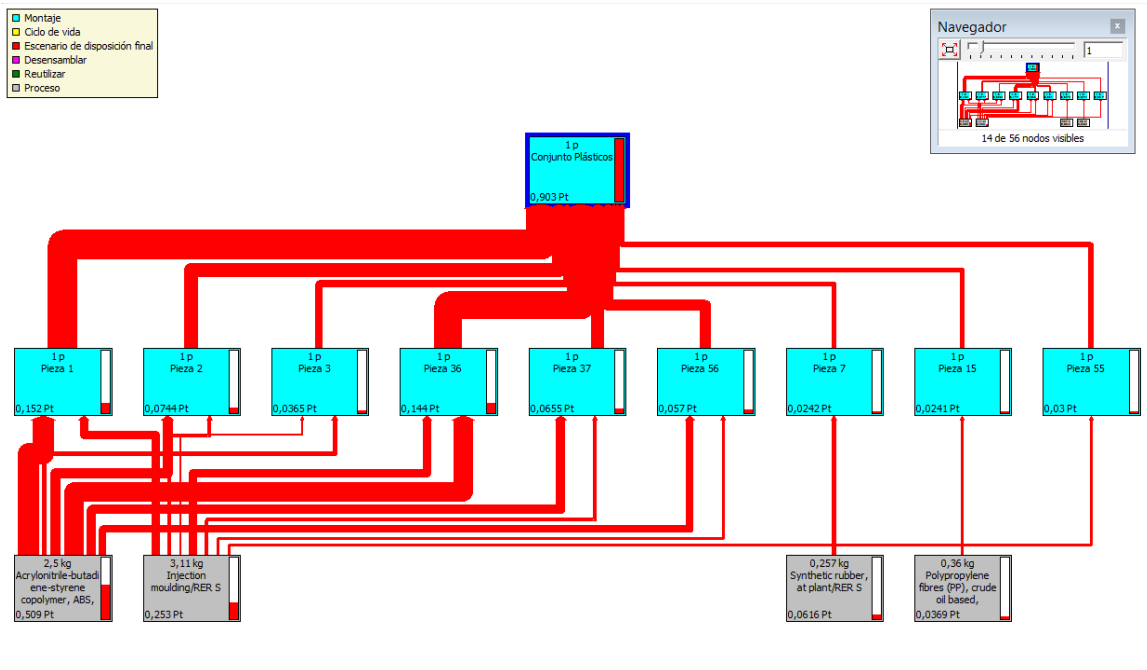 Montaje
Ciclo de vida
Escenario de disposición final
Desensamblar
Reutilizar
Proceso
Navegador
x
1
14 de 56 nodos visibles
1 p
Conjunto Plásticos
0,903 Pt
1 p
Pieza 1
0,152 Pt
1 p
Pieza 2
0,0744 Pt
1 p
Pieza 3
0,0365 Pt
1 p
Pieza 36
0,144 Pt
1 p
Pieza 37
0,0655 Pt
1 p
Pieza 56
0,057 Pt
1 p
Pieza 7
0,0242 Pt
1 p
Pieza 15
0,0241 Pt
1 p
Pieza 55
0,03 Pt
2,5 kg
Acrylonitrile-butadi
ene-styrene
copolymer, ABS,
0,509 Pt
3,11 kg
Injection
moulding/RER S
0,253 Pt
0,257 kg
Synthetic rubber,
at plant/RER S
0,0616 Pt
0,36 kg
Polypropylene
fibres (PP), crude
oil based,
0,0369 Pt